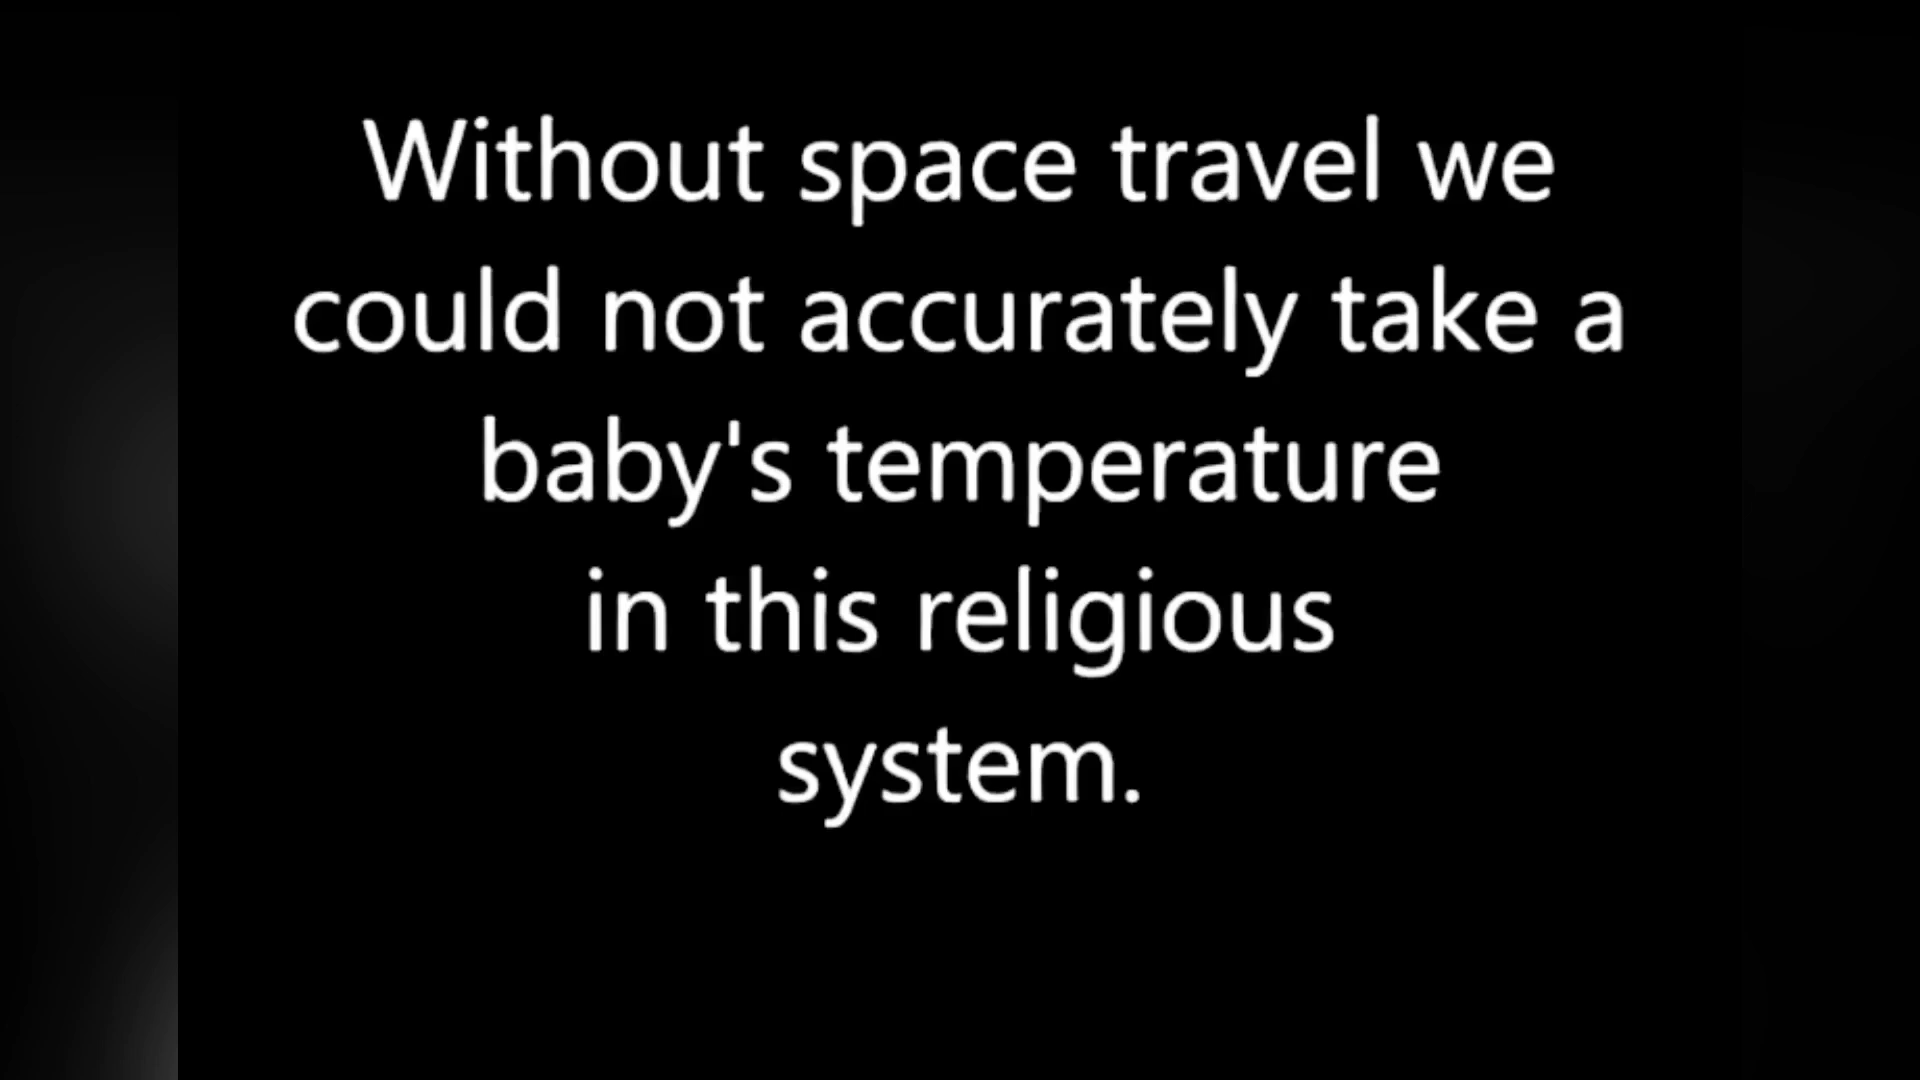 Without space travel we
could not accurately take a
baby's temperature
in this religious
system.